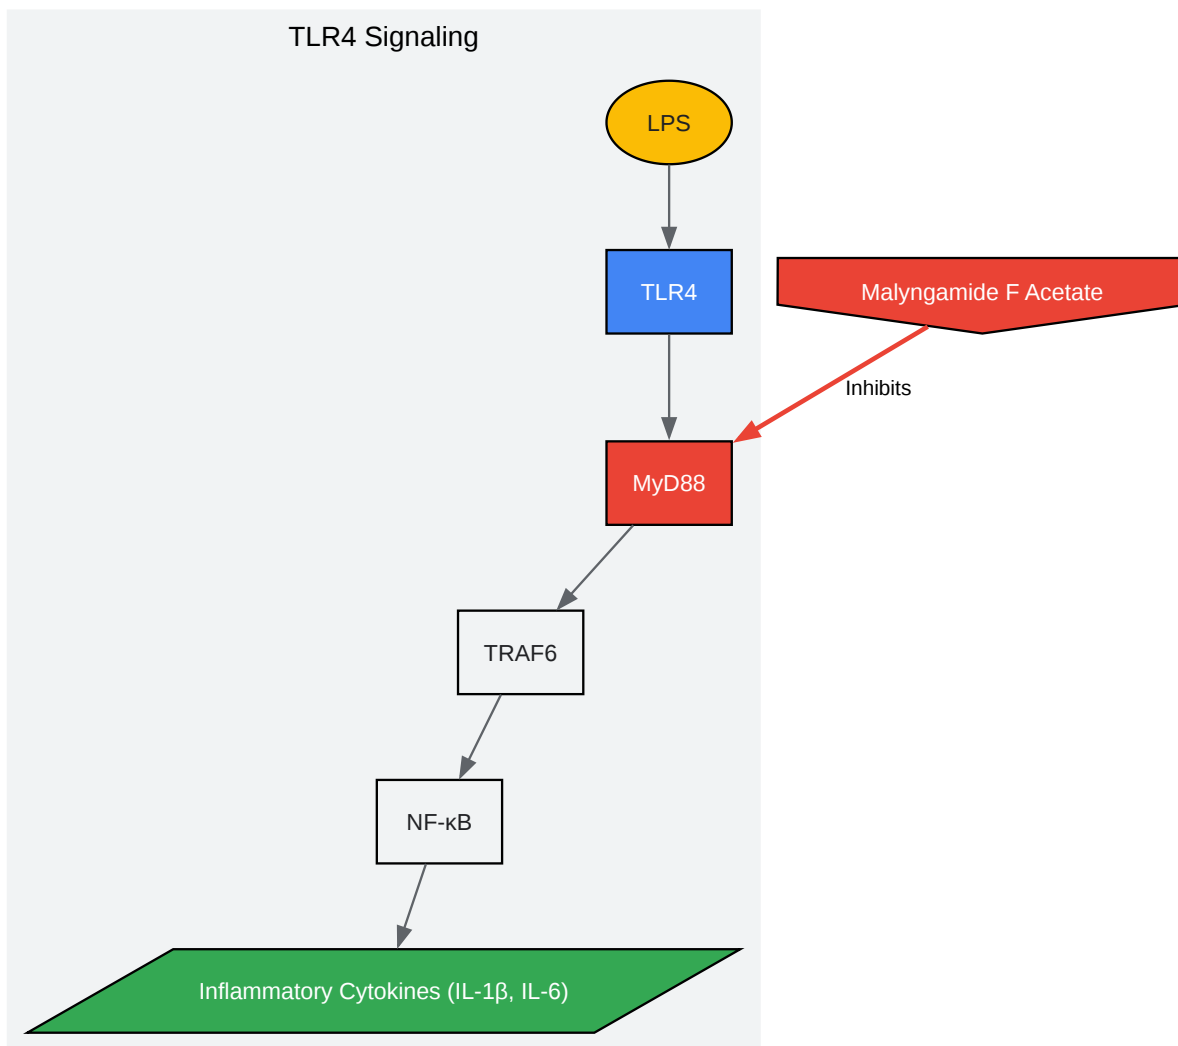 TLR4 Signaling
LPS
TLR4
Malyngamide F Acetate
Inhibits
MyD88
TRAF6
NF-κB
Inflammatory Cytokines (IL-1β, IL-6)